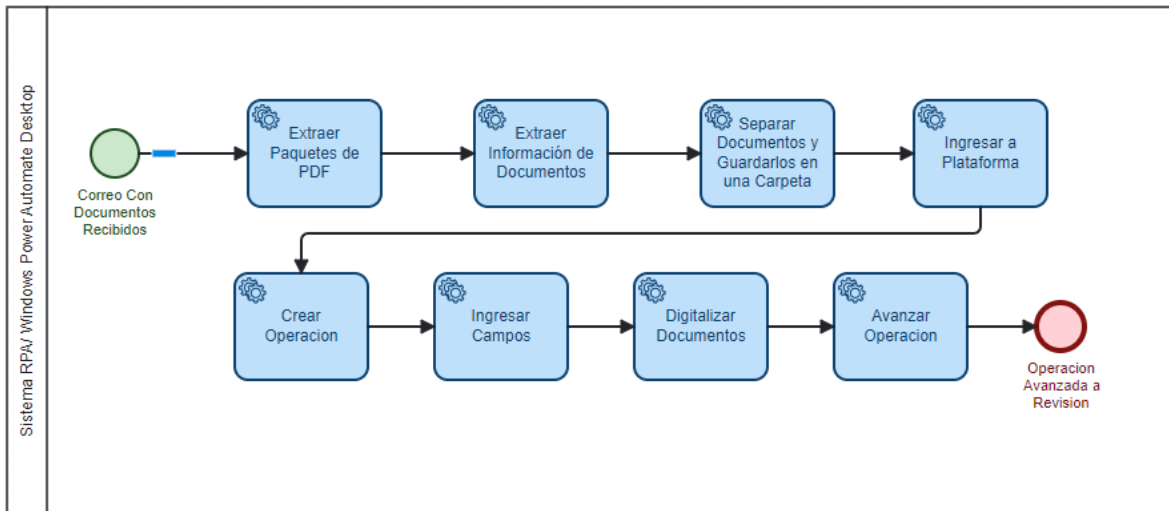 Sistema RPA/ Windows Power Automate Desktop
Correo Con
Documentos
Recibidos
Extraer
Paquetes de
PDF
Extraer
Información de
Documentos
Separar
Documentos y
Guardarlos en
una Carpeta
Ingresar a
Plataforma
Crear
Operacion
Ingresar
Campos
Digitalizar
Documentos
Avanzar
Operacion
Operacion
Avanzada a
Revision